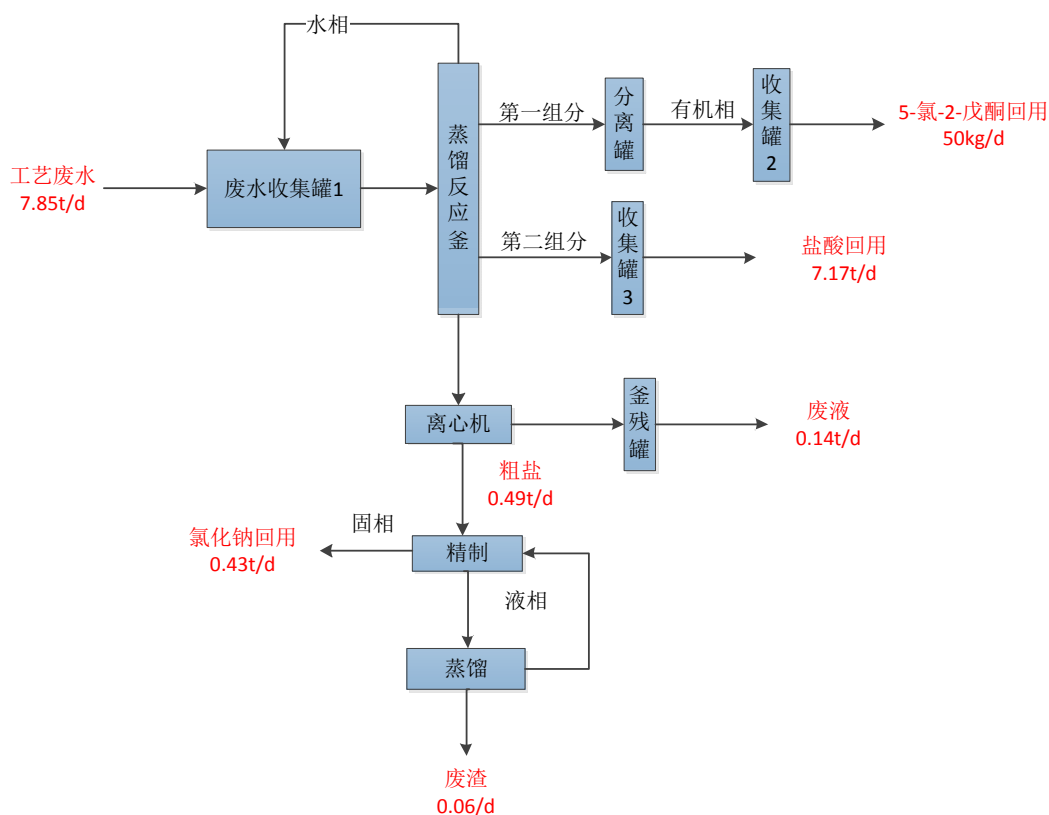 水相
第一组分
分
离
罐
有机相
收
集
罐
2
5-氯-2-戊酮回用
50kg/d
工艺废水
7.85t/d
废水收集罐1
蒸
馏
反
应
釜
第二组分
收
集
罐
3
盐酸回用
7.17t/d
离心机
釜
残
罐
废液
0.14t/d
粗盐
0.49t/d
氯化钠回用
0.43t/d
固相
精制
液相
蒸馏
废渣
0.06/d